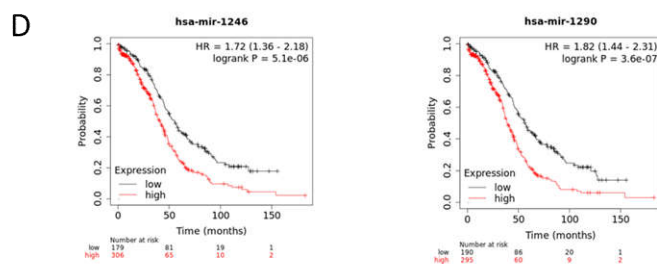 D
hsa-mir-1246
HR = 1.72 (1.36 - 2.18)
logrank P = 5.1e-06
Probability
1.0
0.8
0.6
0.4
0.2
0.0
Expression
low
high
0 50 100 150
Time (months)
Number at risk
low 179 81 19 1
high 306 65 10 2
hsa-mir-1290
HR = 1.82 (1.44 - 2.31)
logrank P = 3.6e-07
Probability
1.0
0.8
0.6
0.4
0.2
0.0
Expression
low
high
0 50 100 150
Time (months)
Number at risk
low 190 86 20 1
high 295 60 9 2